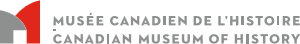 MUSÉE CANADIEN DE L'HISTOIRE
CANADIAN MUSEUM OF HISTORY